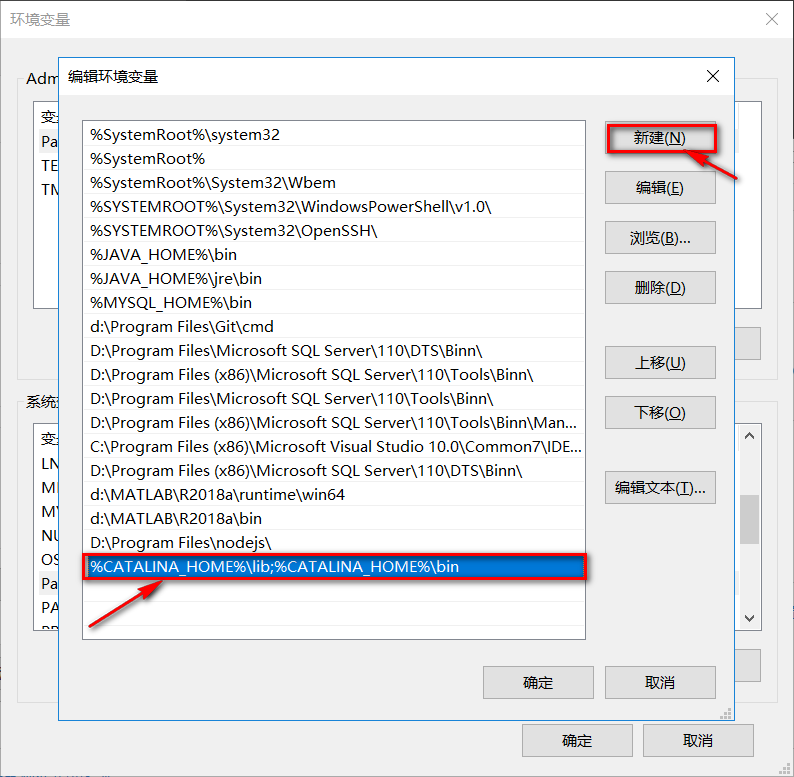 环境变量
Adm
编辑环境变量
变
Pa
TE
TM
%SystemRoot%\system32
%SystemRoot%
%SystemRoot%\System32\Wbem
%SYSTEMROOT%\System32\WindowsPowerShell\v1.0\
%SYSTEMROOT%\System32\OpenSSH\
%JAVA_HOME%\bin
%JAVA_HOME%\jre\bin
%MYSQL_HOME%\bin
d:\Program Files\Git\cmd
D:\Program Files\Microsoft SQL Server\110\DTS\Binn\
D:\Program Files (x86)\Microsoft SQL Server\110\Tools\Binn\
D:\Program Files\Microsoft SQL Server\110\Tools\Binn\
D:\Program Files (x86)\Microsoft SQL Server\110\Tools\Binn\Man...
C:\Program Files (x86)\Microsoft Visual Studio 10.0\Common7\IDE...
D:\Program Files (x86)\Microsoft SQL Server\110\DTS\Binn\
d:\MATLAB\R2018a\runtime\win64
d:\MATLAB\R2018a\bin
D:\Program Files\nodejs\
%CATALINA_HOME%\lib;%CATALINA_HOME%\bin
新建(N)
编辑(E)
浏览(B)...
删除(D)
上移(U)
下移(O)
编辑文本(T)...
系统
变
LN
MI
M
NU
OS
Pa
PA
确定
取消
确定
取消